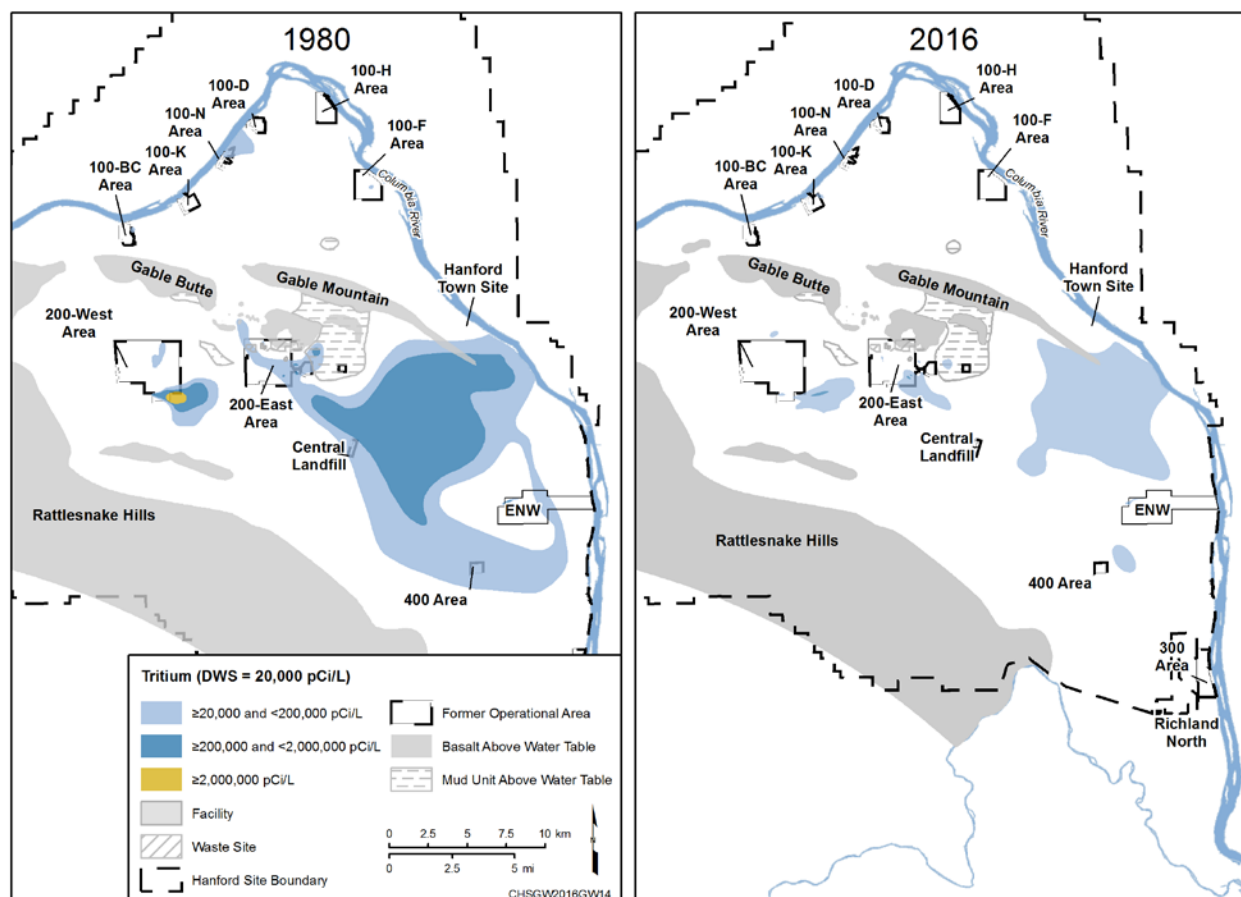 1980
100-H
Area
100-D
Area
100-N
Area
100-F
Area
100-K
Area
100-BC
Area
Columbia River
Gable Butte
Gable Mountain
Hanford
Town Site
200-West
Area
200-East
Area
Central
Landfill
ENW
Rattlesnake Hills
400 Area
Tritium (DWS = 20,000 pCi/L)
≥20,000 and <200,000 pCi/L
≥200,000 and <2,000,000 pCi/L
≥2,000,000 pCi/L
Facility
Waste Site
Hanford Site Boundary
Former Operational Area
Basalt Above Water Table
Mud Unit Above Water Table
0 2.5 5 7.5 10 km
0 2.5 5 mi
N
CHSGW2016GW14
2016
100-H
Area
100-D
Area
100-N
Area
100-F
Area
100-K
Area
100-BC
Area
Columbia River
Gable Butte
Gable Mountain
Hanford
Town Site
200-West
Area
200-East
Area
Central
Landfill
ENW
Rattlesnake Hills
400 Area
300
Area
Richland
North